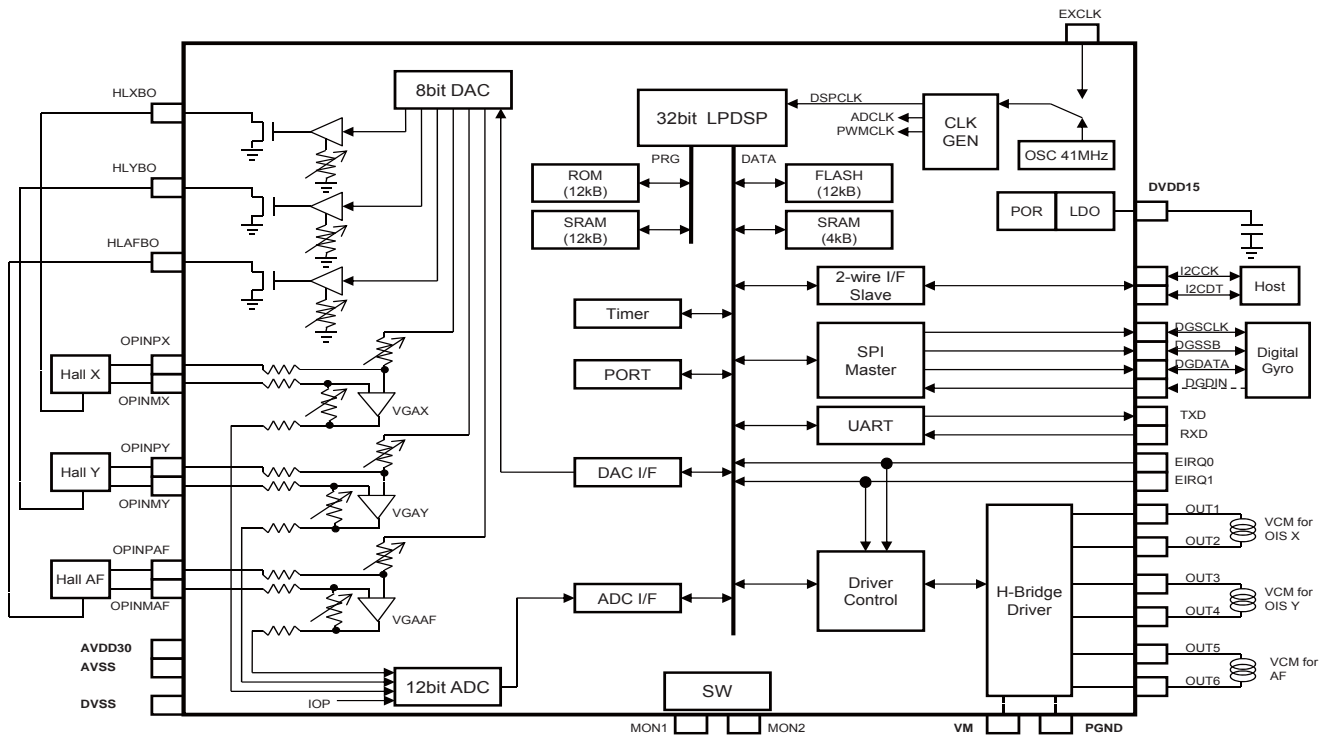 EXCLK
HLXBO
8bit DAC
32bit LPDSP
DSPCLK
ADCLK
PWMCLK
CLK
GEN
OSC 41MHz
HLYBO
PRG
DATA
ROM
(12kB)
FLASH
(12kB)
SRAM
(12kB)
SRAM
(4kB)
POR
LDO
DVDD15
HLAFBO
2-wire I/F
Slave
I2CCK
I2CDT
Host
Timer
OPINPX
Hall X
OPINMX
VGAX
PORT
SPI
Master
DGSCLK
DGSSB
DGDATA
DGDIN
Digital
Gyro
UART
TXD
RXD
OPINPY
Hall Y
OPINMY
VGAY
DAC I/F
EIRQ0
EIRQ1
OPINPAF
Hall AF
OPINMAF
VGAAF
ADC I/F
Driver
Control
H-Bridge
Driver
OUT1
OUT2
VCM for
OIS X
OUT3
OUT4
VCM for
OIS Y
OUT5
OUT6
VCM for
AF
AVDD30
AVSS
DVSS
IOP
12bit ADC
SW
MON1
MON2
VM
PGND